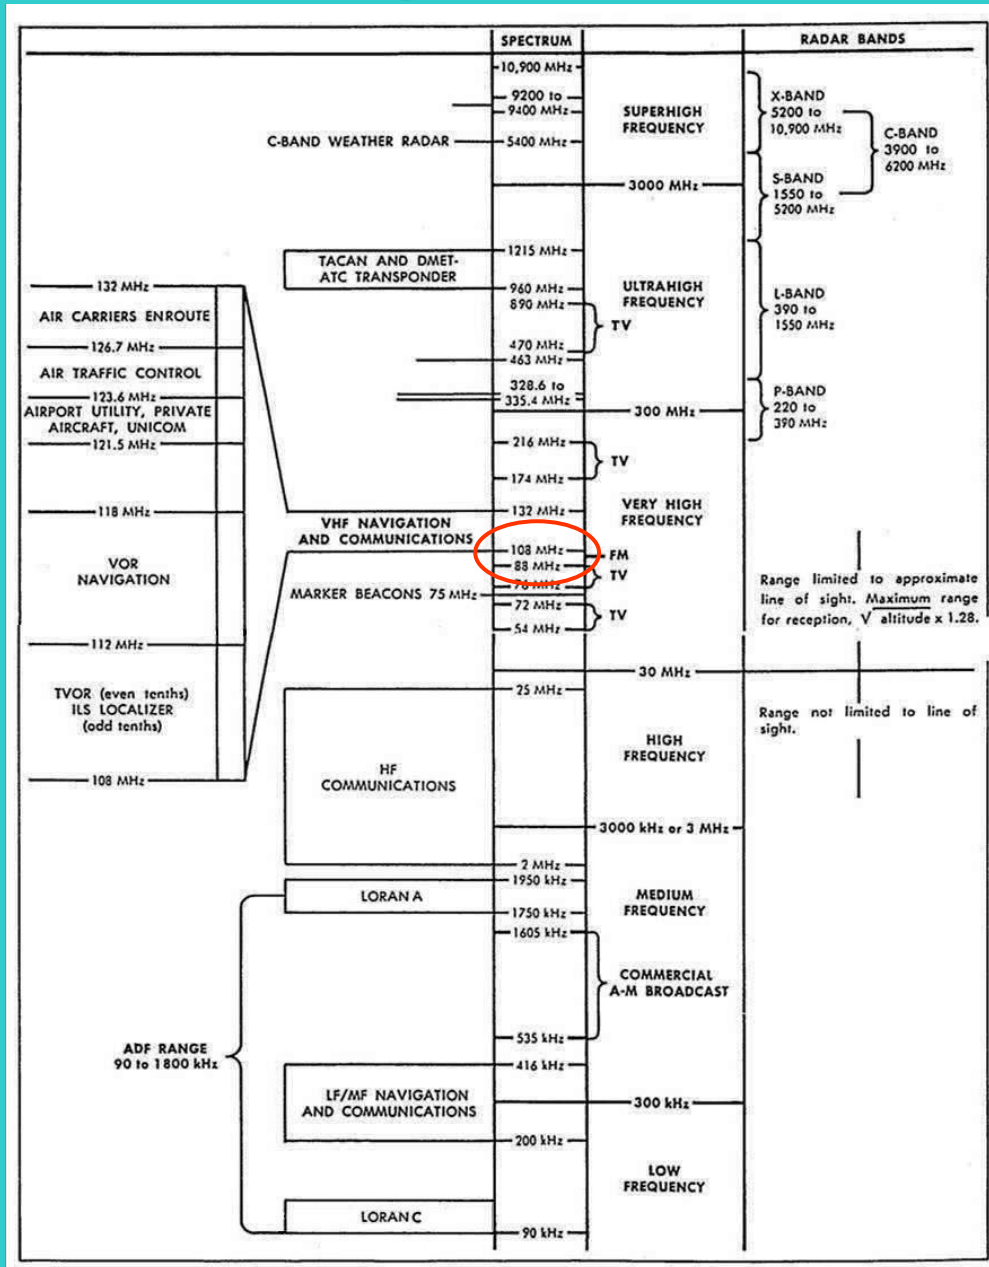 SPECTRUM
RADAR BANDS
10,900 MHz
9200 to
9400 MHz
C-BAND WEATHER RADAR
5400 MHz
SUPERHIGH
FREQUENCY
3000 MHz
X-BAND
5200 to
10,900 MHz
C-BAND
3900 to
6200 MHz
S-BAND
1550 to
5200 MHz
TACAN AND DMET-
ATC TRANSPONDER
1215 MHz
960 MHz
890 MHz
TV
470 MHz
463 MHz
ULTRAHIGH
FREQUENCY
L-BAND
390 to
1550 MHz
328.6 to
335.4 MHz
300 MHz
P-BAND
220 to
390 MHz
132 MHz
AIR CARRIERS ENROUTE
126.7 MHz
AIR TRAFFIC CONTROL
123.6 MHz
AIRPORT UTILITY, PRIVATE
AIRCRAFT, UNICOM
121.5 MHz
118 MHz
VOR
NAVIGATION
112 MHz
TVOR (even tenths)
ILS LOCALIZER
(odd tenths)
108 MHz
216 MHz
TV
174 MHz
132 MHz
VERY HIGH
FREQUENCY
VHF NAVIGATION
AND COMMUNICATIONS
108 MHz
FM
88 MHz
TV
76 MHz
MARKER BEACONS 75 MHz
72 MHz
TV
54 MHz
Range limited to approximate
line of sight. Maximum range
for reception, √altitude x 1.28.
30 MHz
25 MHz
Range not limited to line of
sight.
HIGH
FREQUENCY
HF
COMMUNICATIONS
3000 kHz or 3 MHz
2 MHz
1950 kHz
LORAN A
1750 kHz
MEDIUM
FREQUENCY
1605 kHz
COMMERCIAL
A-M BROADCAST
535 kHz
ADF RANGE
90 to 1800 kHz
416 kHz
LF/MF NAVIGATION
AND COMMUNICATIONS
300 kHz
200 kHz
LOW
FREQUENCY
LORAN C
90 kHz